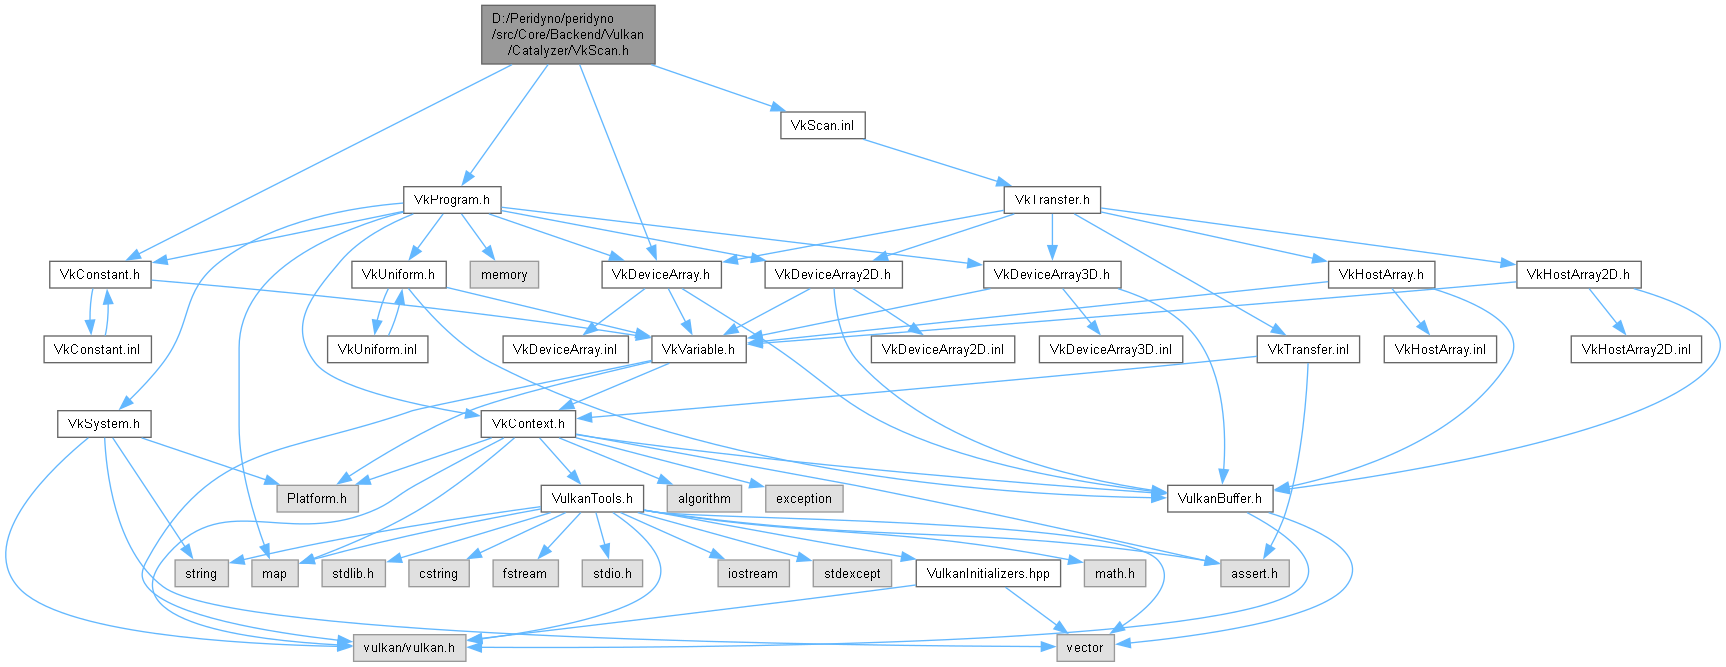 D:/Peridyno/peridyno
/src/Core/Backend/Vulkan
/Catalyzer/VkScan.h
VkScan.inl
VkProgram.h
VkTransfer.h
VkConstant.h
VkUniform.h
memory
VkDeviceArray.h
VkDeviceArray2D.h
VkDeviceArray3D.h
VkHostArray.h
VkHostArray2D.h
VkConstant.inl
VkUniform.inl
VkDeviceArray.inl
VkVariable.h
VkDeviceArray2D.inl
VkDeviceArray3D.inl
VkTransfer.inl
VkHostArray.inl
VkHostArray2D.inl
VkSystem.h
VkContext.h
Platform.h
VulkanTools.h
algorithm
exception
VulkanBuffer.h
string
map
stdlib.h
cstring
fstream
stdio.h
iostream
stdexcept
VulkanInitializers.hpp
math.h
assert.h
vulkan/vulkan.h
vector